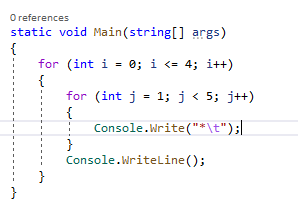 0 references
static void Main(string[] args)
{
for (int i = 0; i <= 4; i++)
{
for (int j = 1; j < 5; j++)
{
Console.Write("*\t");
}
Console.WriteLine();
}
}